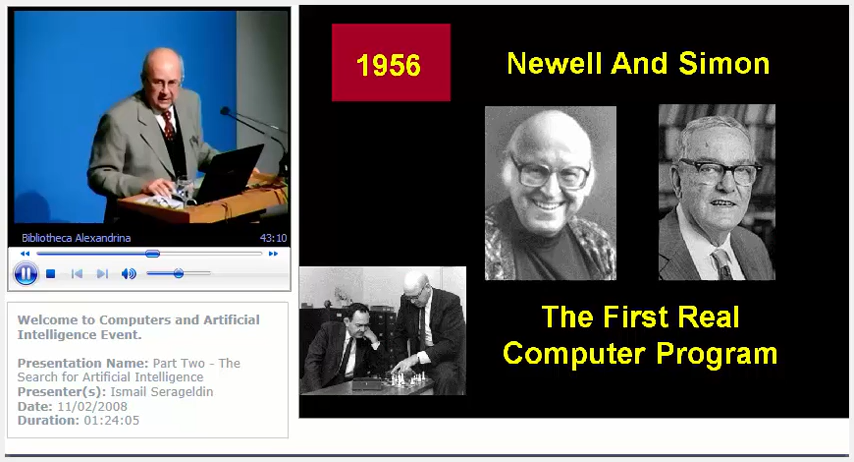 1956
Newell And Simon
The First Real
Computer Program
Bibliotheca Alexandrina
43:10
Welcome to Computers and Artificial
Intelligence Event.
Presentation Name: Part Two - The
Search for Artificial Intelligence
Presenter(s): Ismail Serageldin
Date: 11/02/2008
Duration: 01:24:05